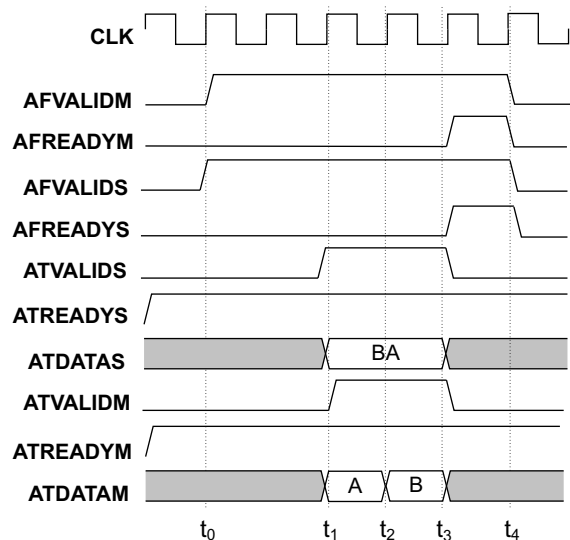 CLK
AFVALIDM
AFREADYM
AFVALIDS
AFREADYS
ATVALIDS
ATREADYS
ATDATAS BA
ATVALIDM
ATREADYM
ATDATAM A B
t0 t1 t2 t3 t4